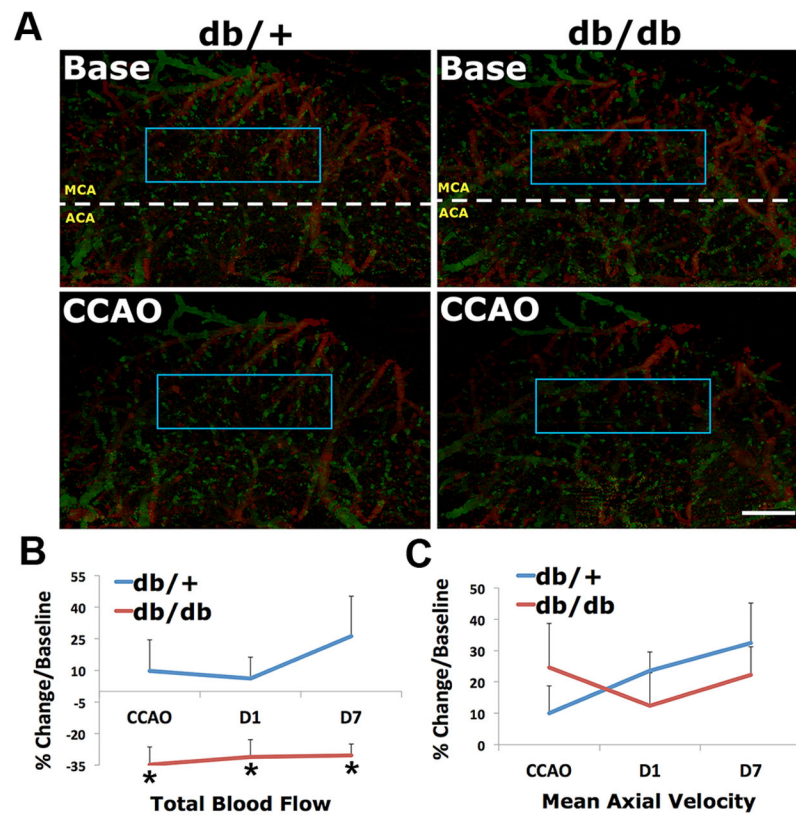 A
db/+ db/db
Base Base
MCA MCA
ACA ACA
CCAO CCAO
B
C
% Change/Baseline
55
40
25
10
-5
-20
-35
db/+
db/db
CCAO D1 D7
* * *
Total Blood Flow
% Change/Baseline
50
40
30
20
10
0
db/+
db/db
CCAO D1 D7
Mean Axial Velocity